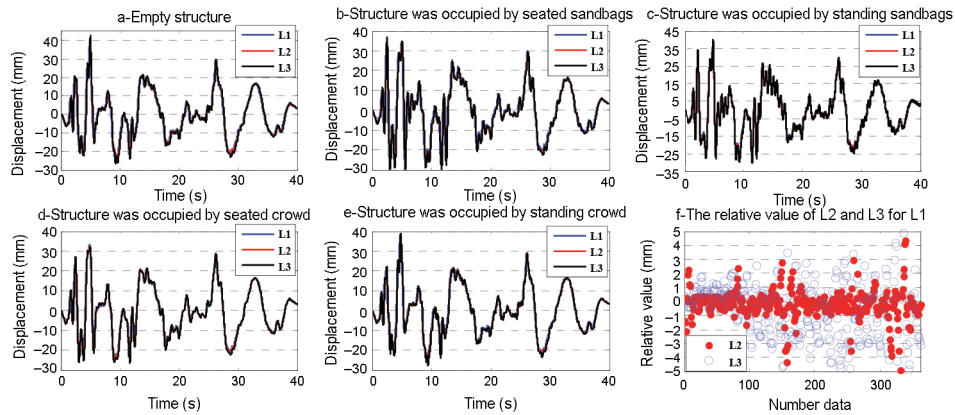 a-Empty structure
Displacement (mm)
40
30
20
10
0
−10
−20
−30
0
10
20
30
40
Time (s)
L1
L2
L3
b-Structure was occupied by seated sandbags
Displacement (mm)
40
30
20
10
0
−10
−20
−30
0
10
20
30
40
Time (s)
L1
L2
L3
c-Structure was occupied by standing sandbags
Displacement (mm)
45
35
25
15
5
−5
−15
−25
−35
0
10
20
30
40
Time (s)
L1
L2
L3
d-Structure was occupied by seated crowd
Displacement (mm)
40
30
20
10
0
−10
−20
−30
0
10
20
30
40
Time (s)
L1
L2
L3
e-Structure was occupied by standing crowd
Displacement (mm)
40
30
20
10
0
−10
−20
−30
0
10
20
30
40
Time (s)
L1
L2
L3
f-The relative value of L2 and L3 for L1
Relative value (mm)
5
4
3
2
1
0
−1
−2
−3
−4
−5
0
100
200
300
Number data
L2
L3